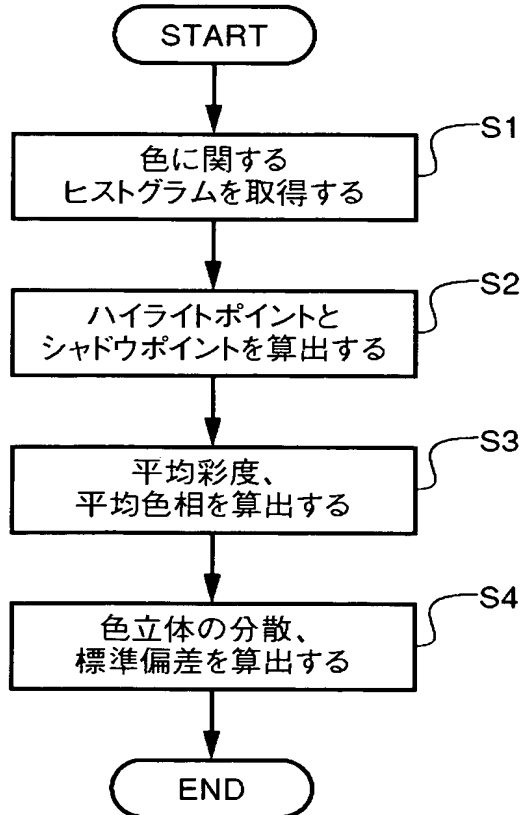 START
S1
色に関する
ヒストグラムを取得する
S2
ハイライトポイントと
シャドウポイントを算出する
S3
平均彩度、
平均色相を算出する
S4
色立体の分散、
標準偏差を算出する
END